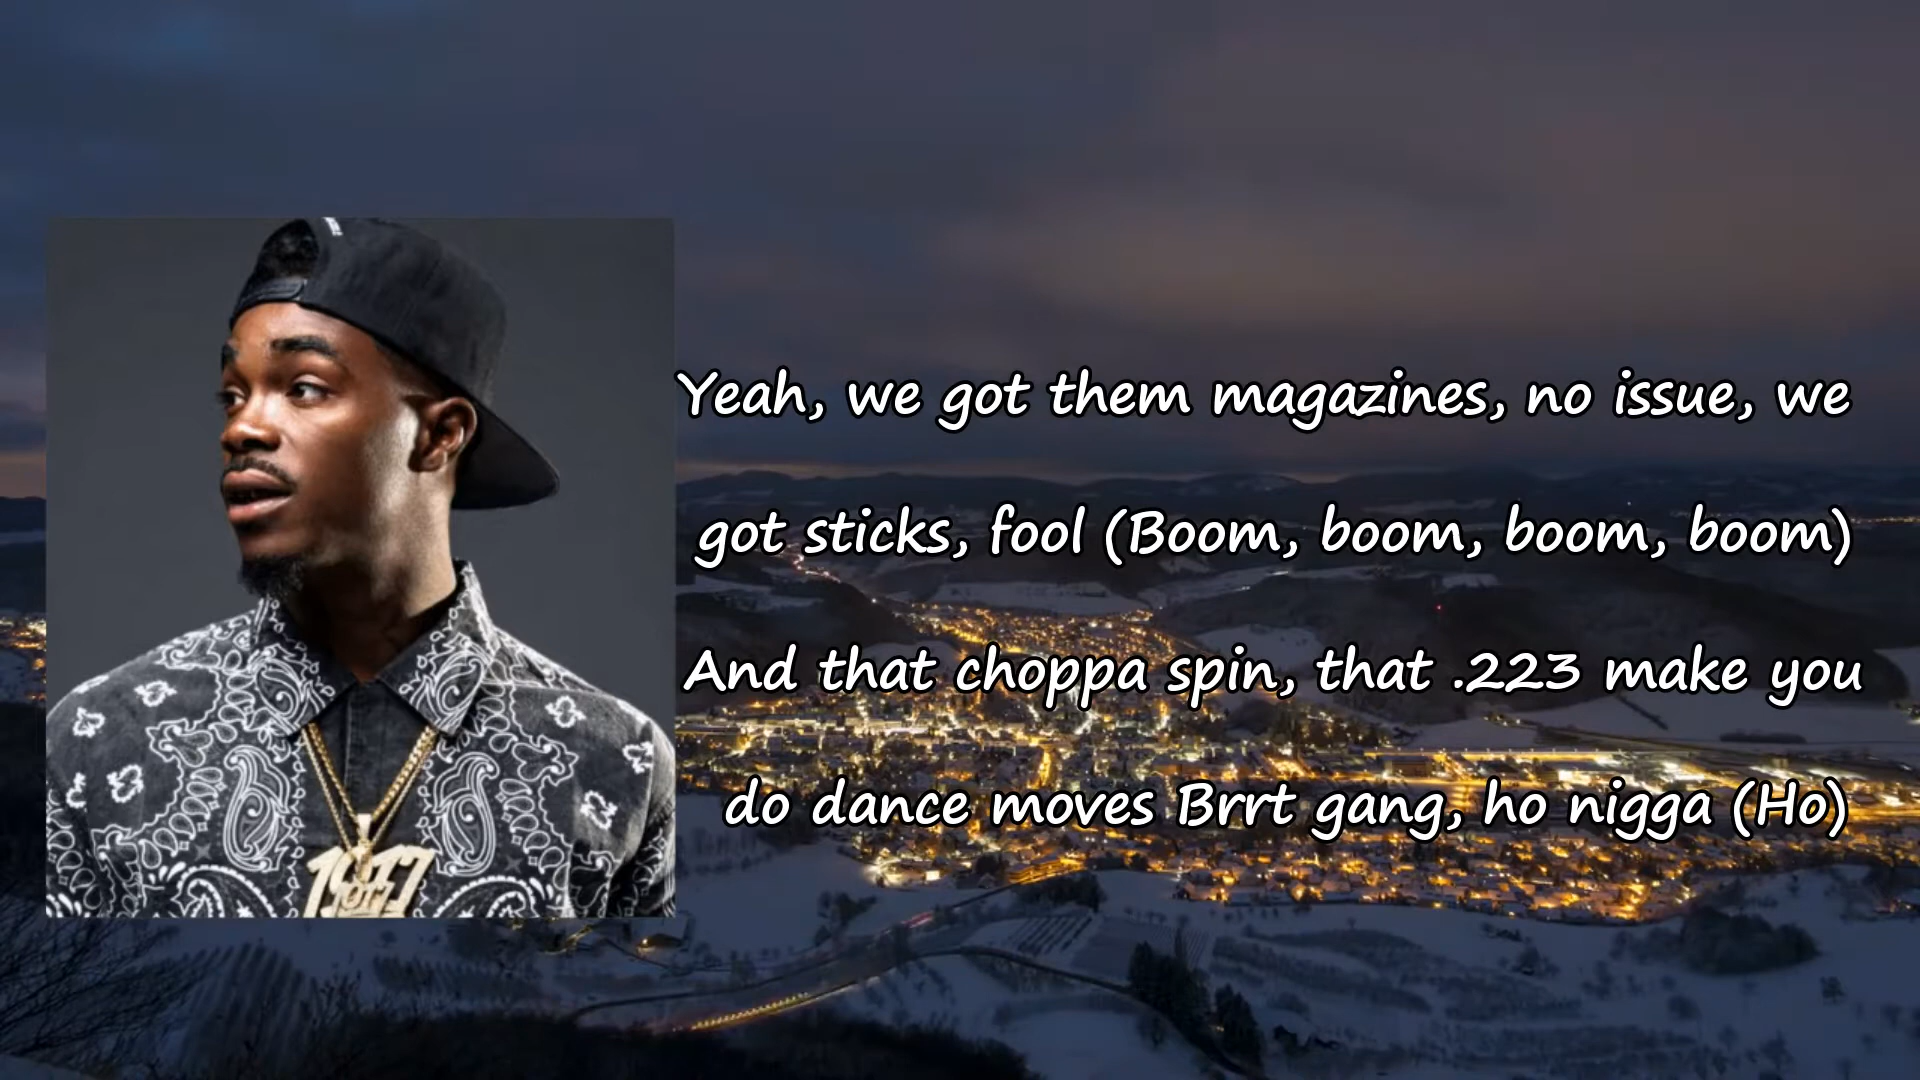 Yeah, we got them magazines, no issue, we
got sticks, fool (Boom, boom, boom, boom)
And that choppa spin, that .223 make you
do dance moves Brrt gang, ho nigga (Ho)
1977